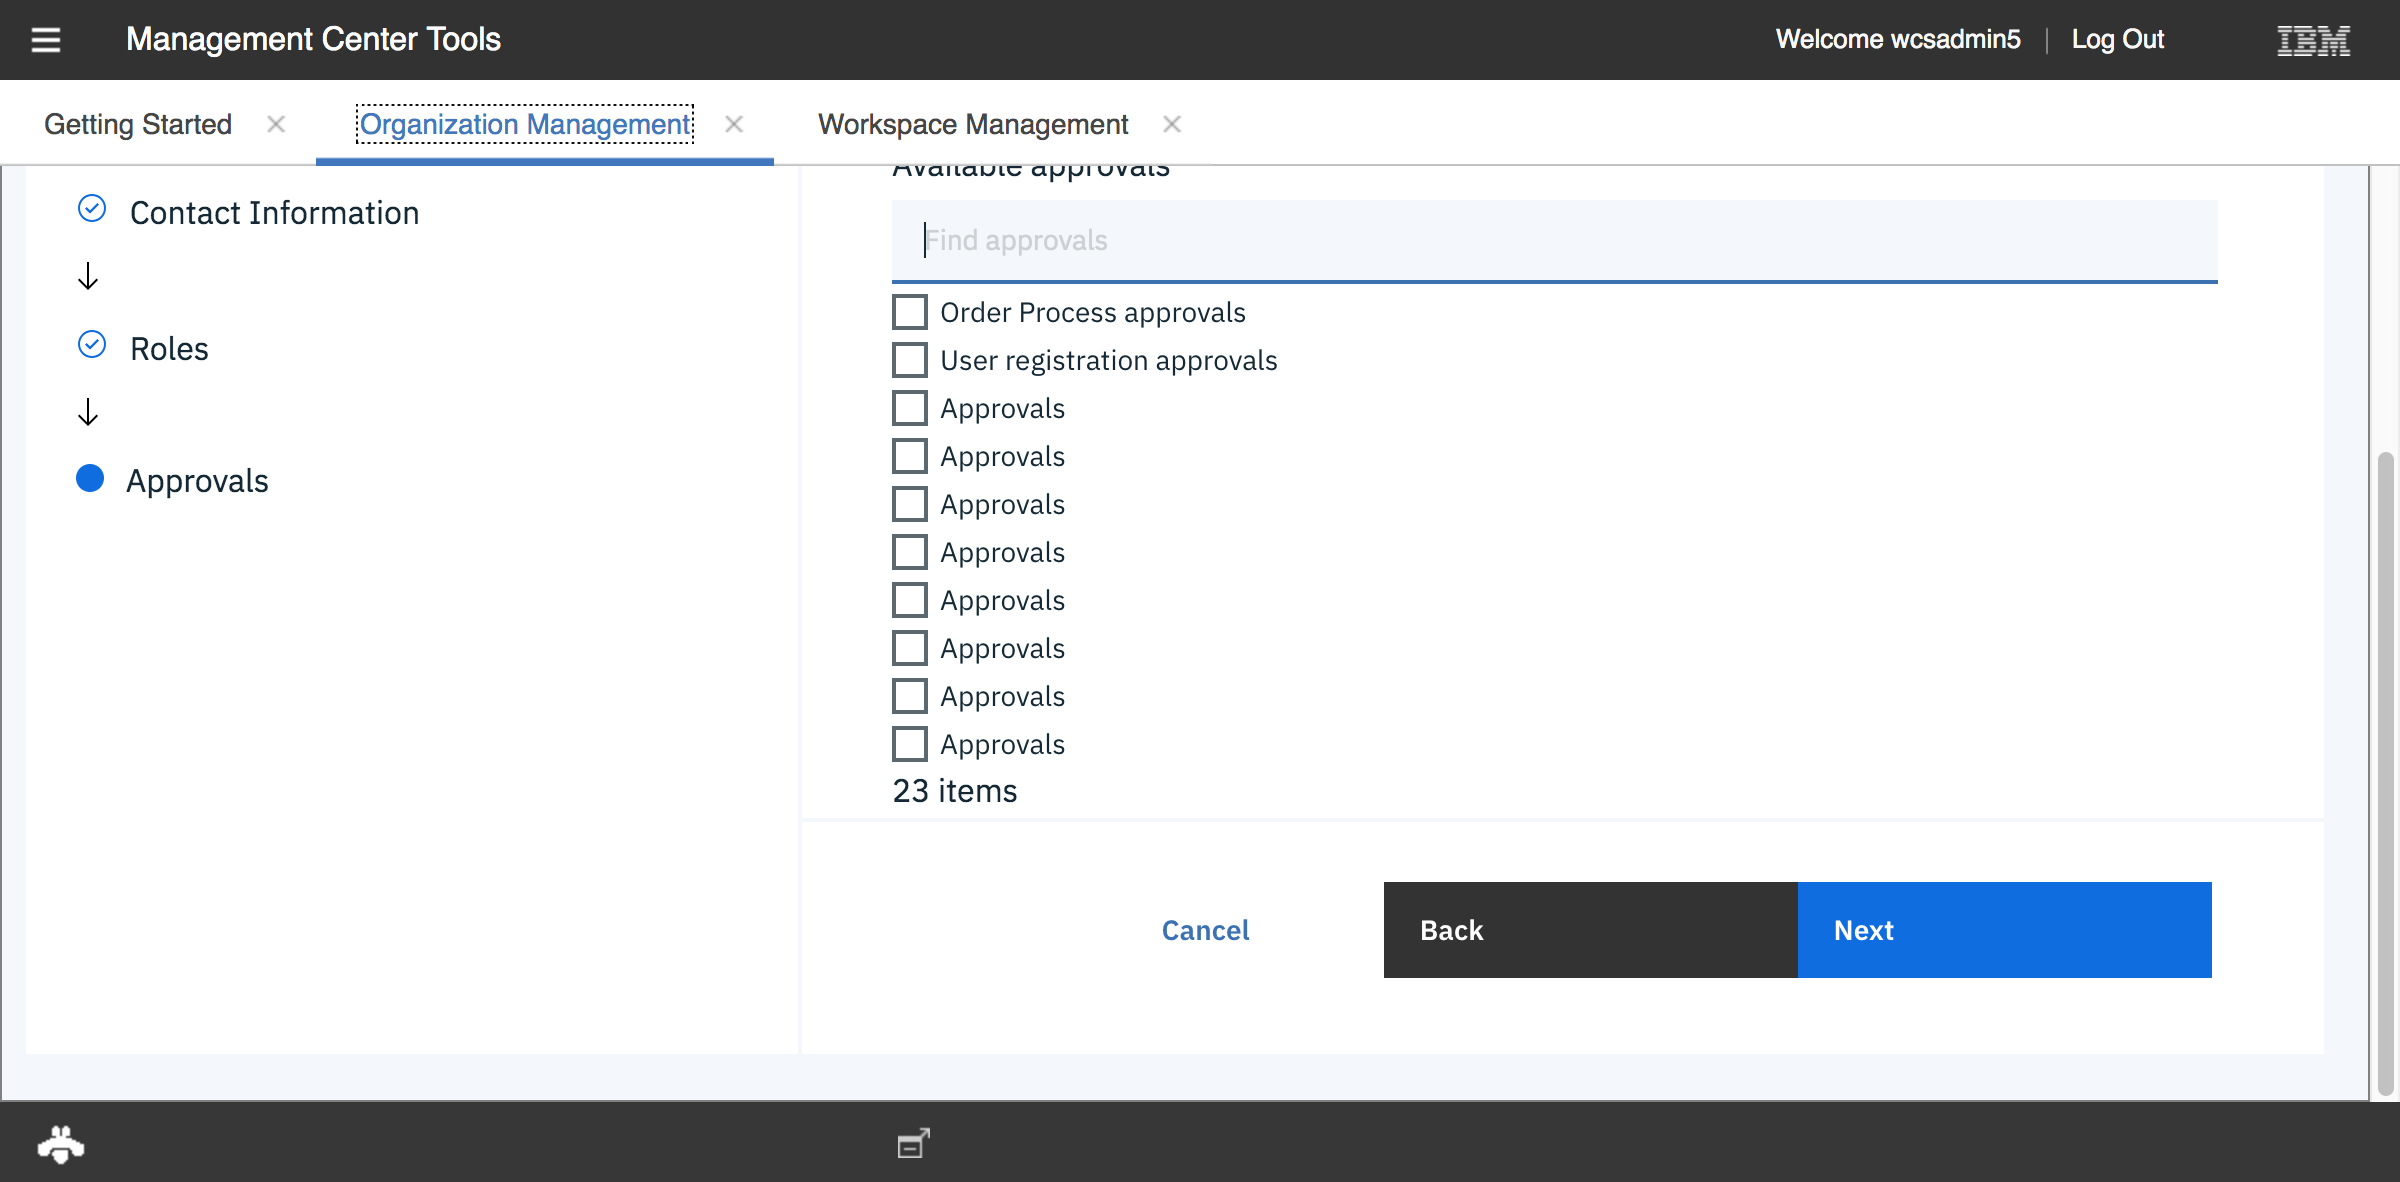 Management Center Tools
Welcome wcsadmin5 | Log Out
IBM
Getting Started
Organization Management
Workspace Management
Available approvals
Contact Information
Roles
Approvals
Find approvals
Order Process approvals
User registration approvals
Approvals
Approvals
Approvals
Approvals
Approvals
Approvals
Approvals
Approvals
23 items
Cancel
Back
Next